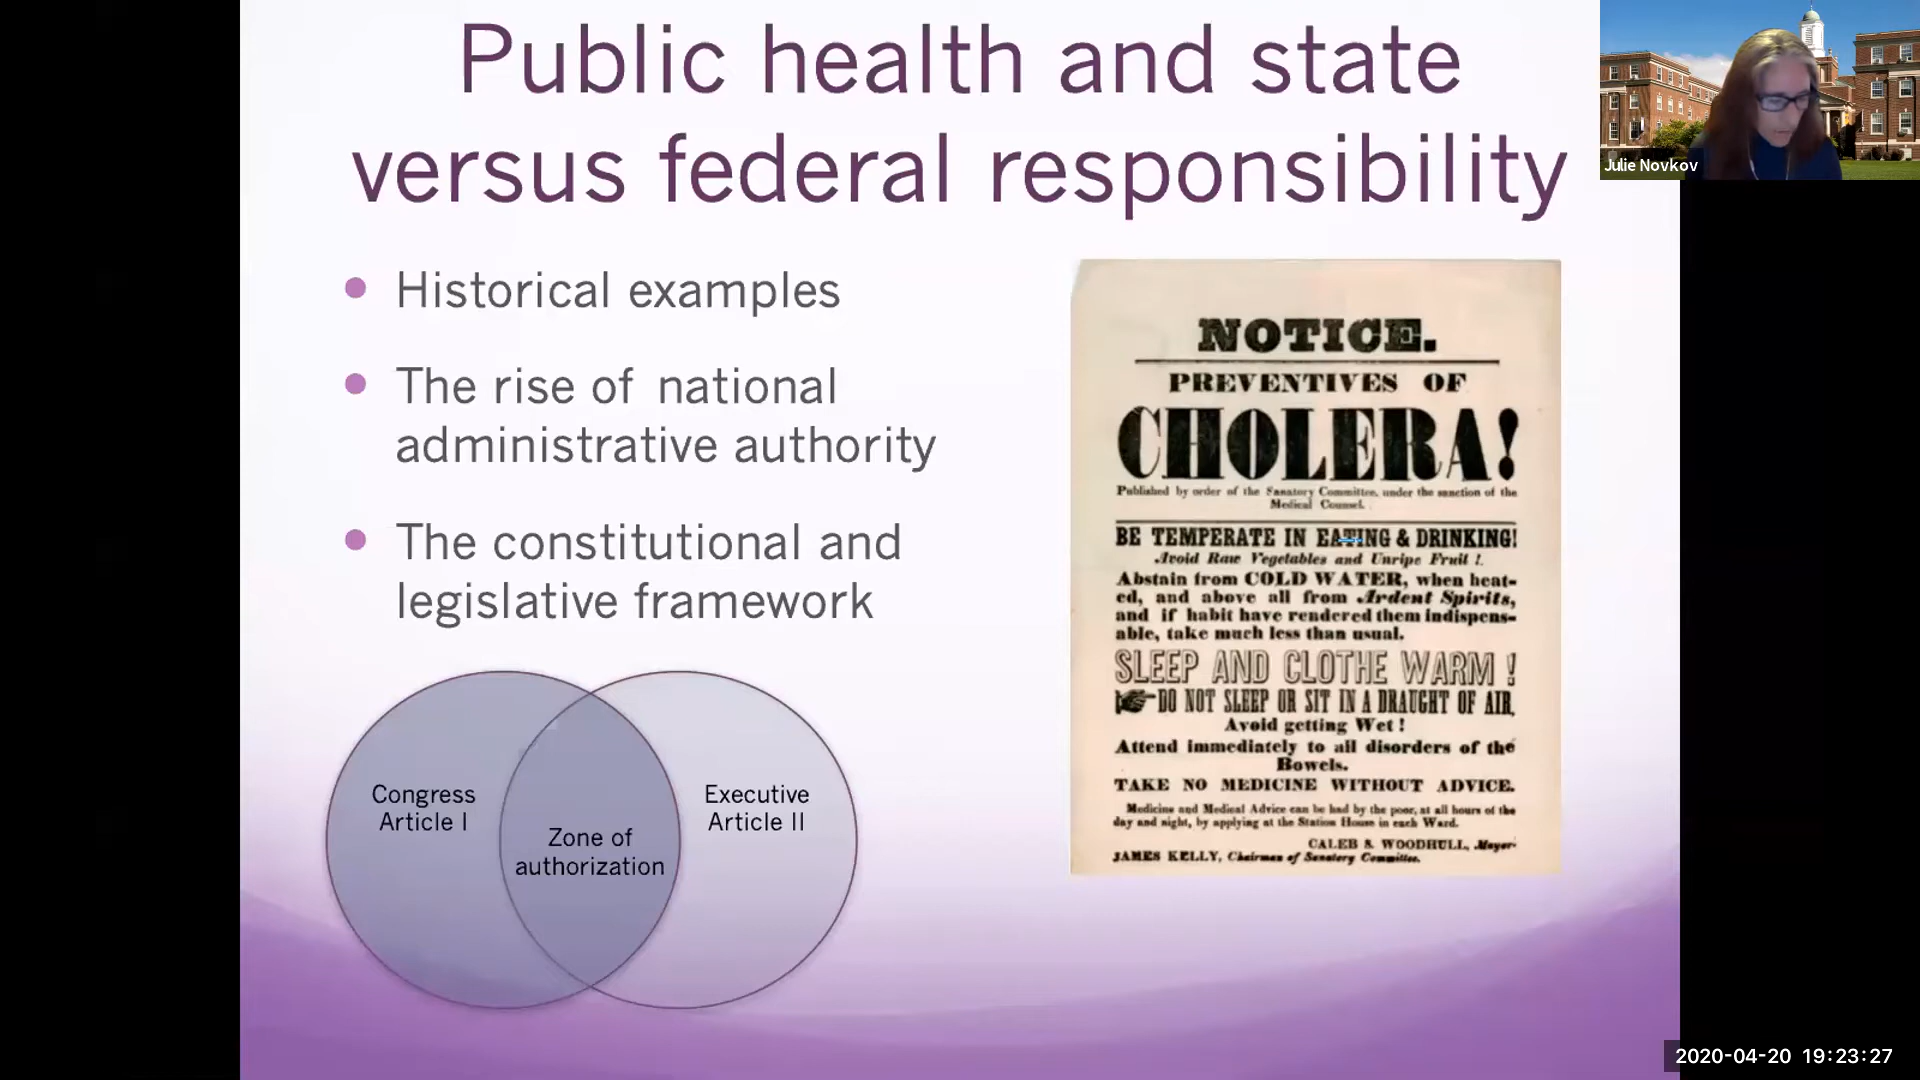 Public health and state
versus federal responsibility
Julie Novkov
Historical examples
The rise of national
administrative authority
The constitutional and
legislative framework
Congress
Article I
Zone of
authorization
Executive
Article II
NOTICE.
PREVENTIVES OF
CHOLERA!
Published by order of the Sanatory Committee, under the sanction of the
Medical Counsel.
BE TEMPERATE IN EATING & DRINKING!
Avoid Raw Vegetables and Unripe Fruit !
Abstain from COLD WATER, when heat-
ed, and above all from Ardent Spirits,
and if habit have rendered them indispens-
able, take much less than usual.
SLEEP AND CLOTHE WARM !
DO NOT SLEEP OR SIT IN A DRAUGHT OF AIR,
Avoid getting Wet !
Attend immediately to all disorders of the
Bowels.
TAKE NO MEDICINE WITHOUT ADVICE.
Medicine and Medical Advice can be had by the poor, at all hours of the
day and night, by applying at the Station House in each Ward.
CALEB S. WOODHULL, Mayor
JAMES KELLY, Chairman of Sanatory Committee.
2020-04-20 19:23:27